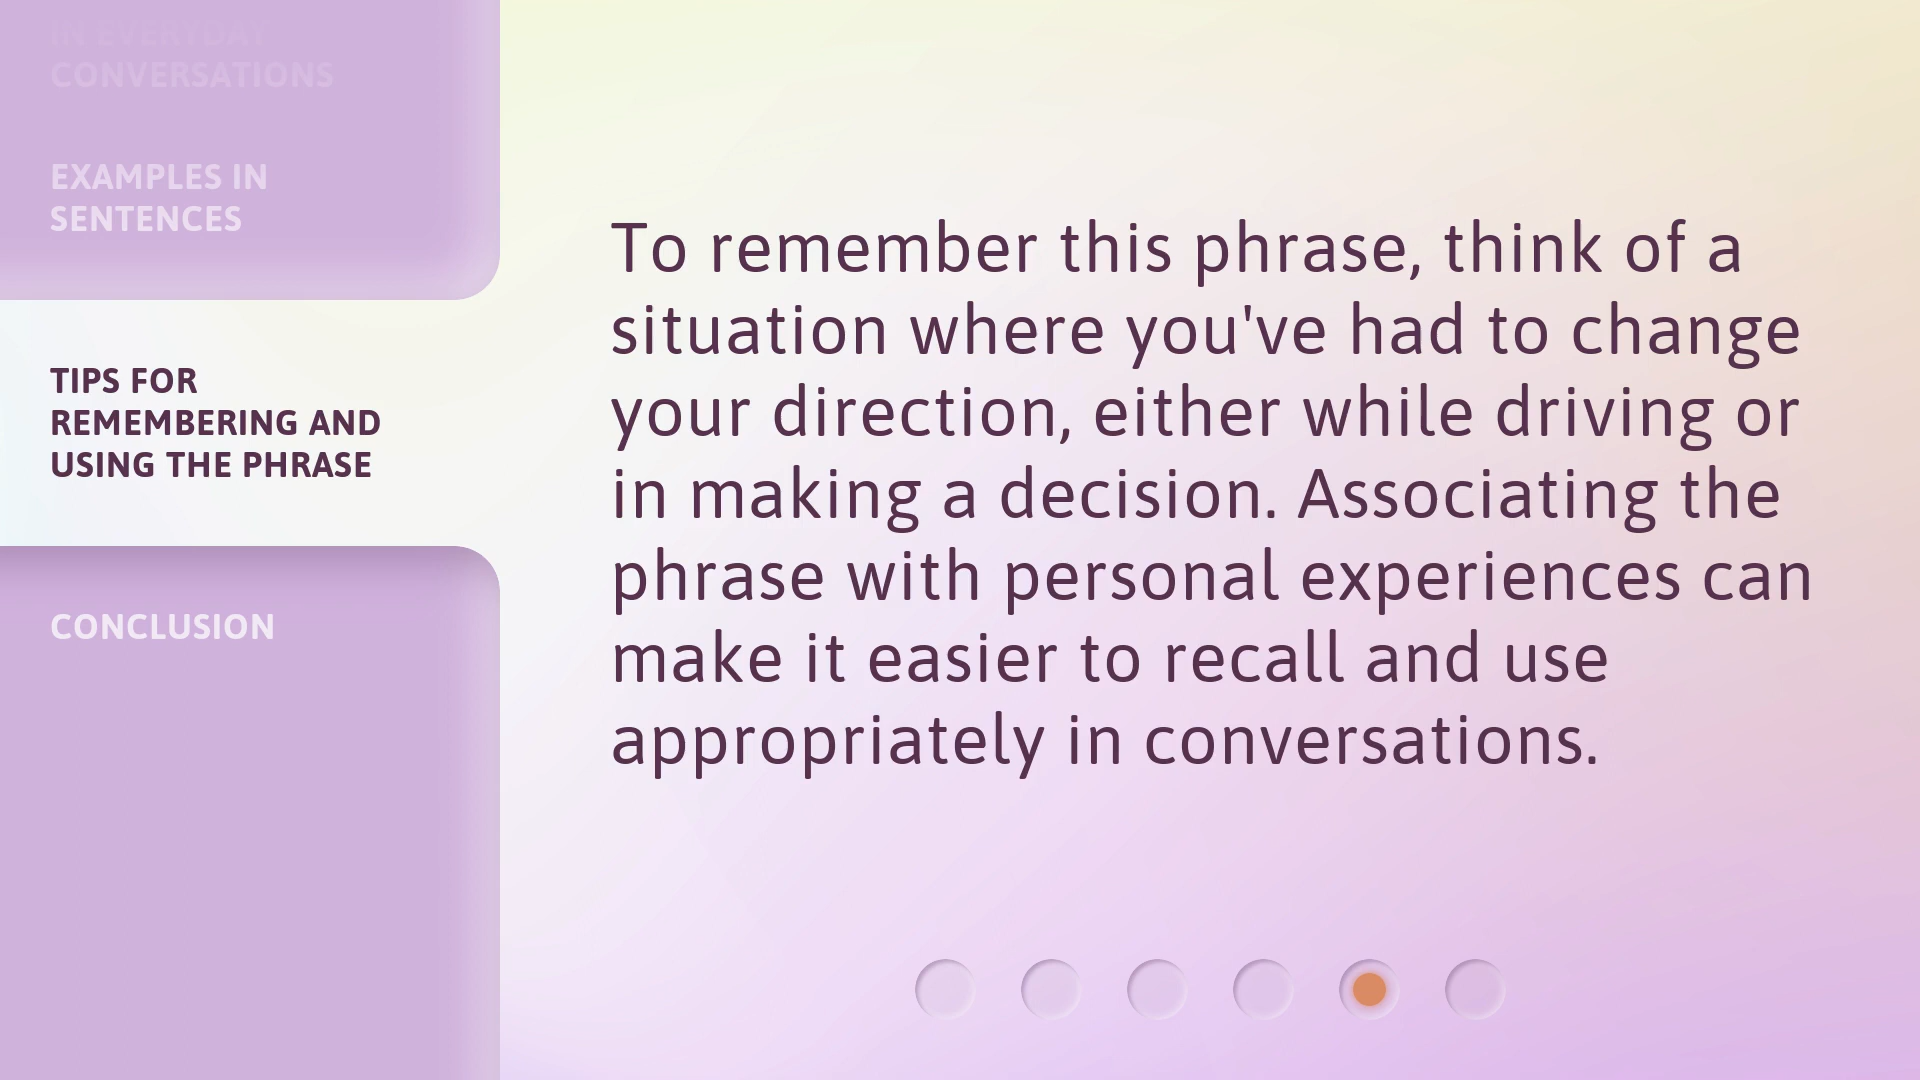 IN EVERYDAY
CONVERSATIONS
EXAMPLES IN
SENTENCES
TIPS FOR
REMEMBERING AND
USING THE PHRASE
CONCLUSION
To remember this phrase, think of a
situation where you've had to change
your direction, either while driving or
in making a decision. Associating the
phrase with personal experiences can
make it easier to recall and use
appropriately in conversations.